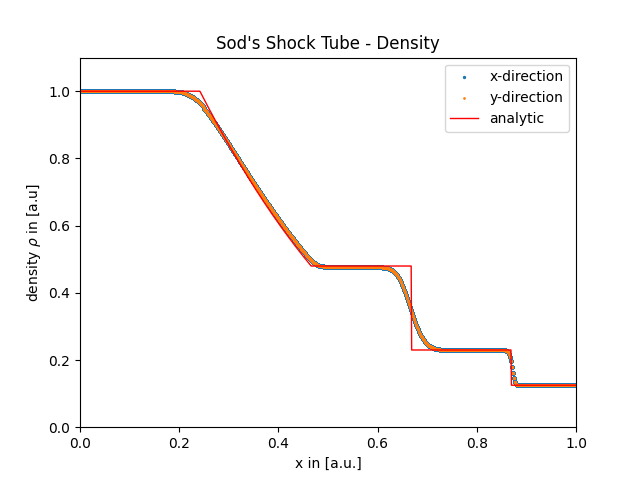 Sod's Shock Tube - Density
x-direction
y-direction
analytic
density ρ in [a.u]
1.0
0.8
0.6
0.4
0.2
0.0
0.0 0.2 0.4 0.6 0.8 1.0
x in [a.u.]